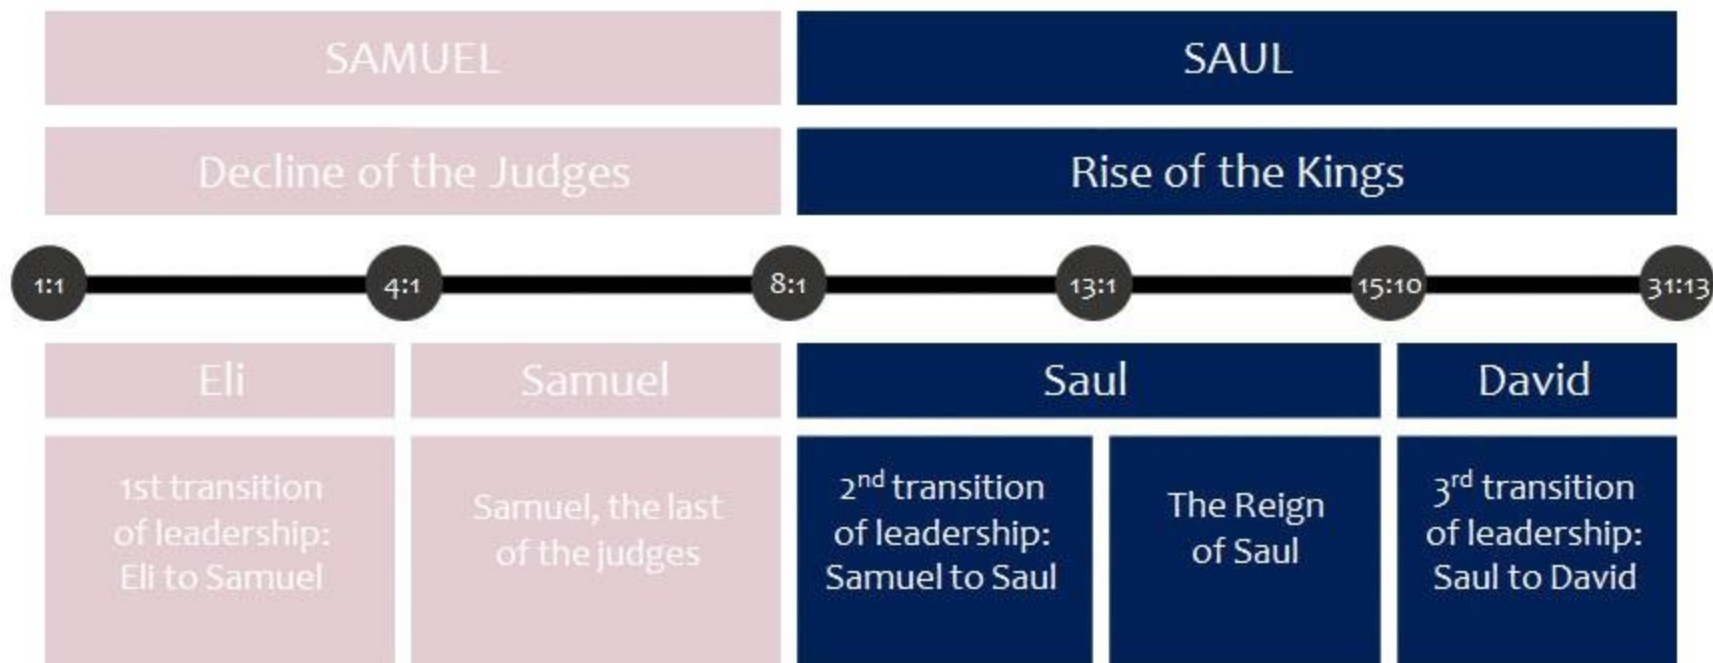 SAMUEL
SAUL
Decline of the Judges
Rise of the Kings
1:1
4:1
8:1
13:1
15:10
31:13
Eli
Samuel
Saul
David
1st transition
of leadership:
Eli to Samuel
Samuel, the last
of the judges
2nd transition
of leadership:
Samuel to Saul
The Reign
of Saul
3rd transition
of leadership:
Saul to David